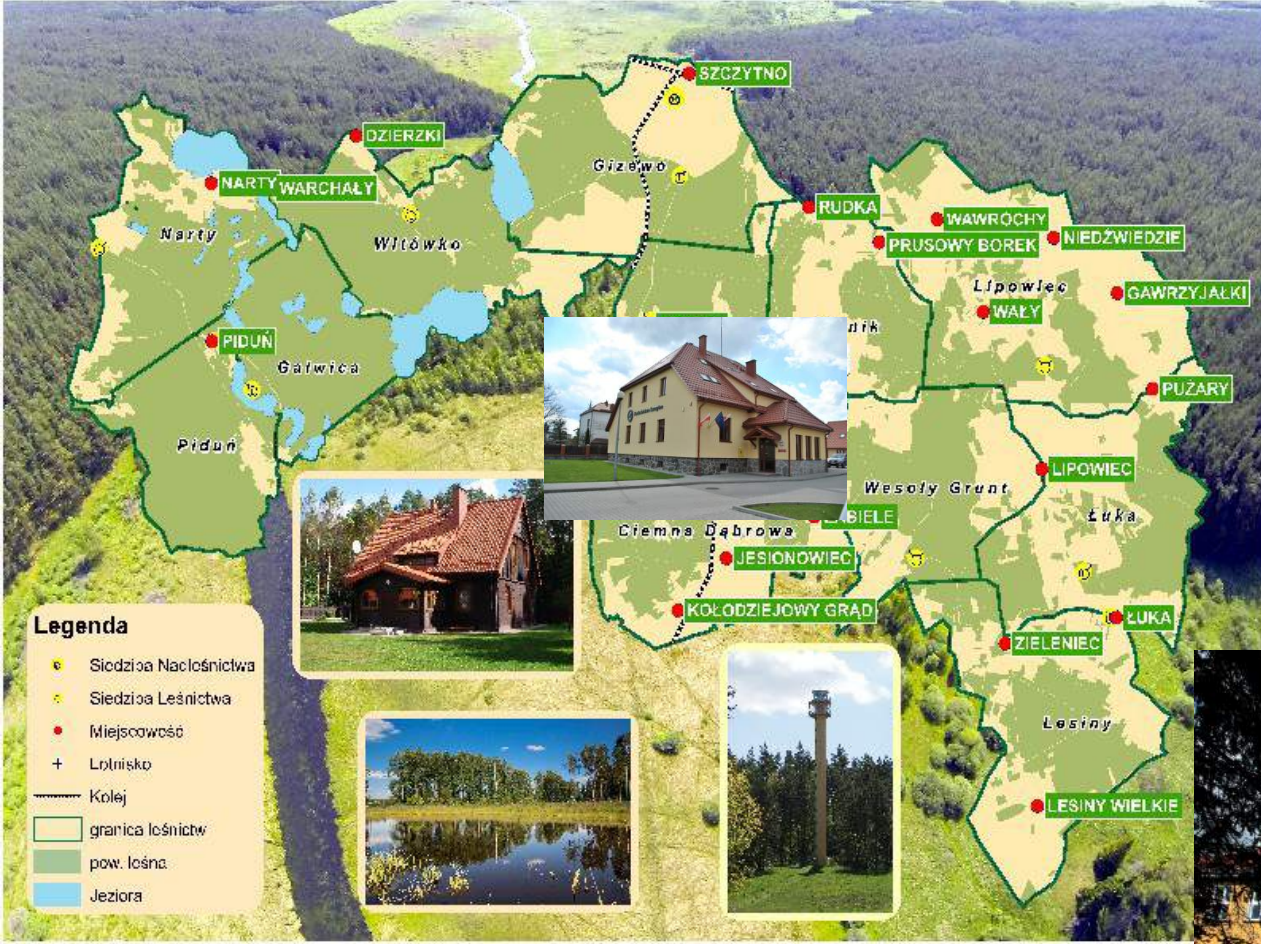 SZCZYTNO
DZIERZKI
Gizewo
NARTY
WARCHAŁY
RUDKA
WAWROCHY
Narty
Witówko
PRUSOWY BOREK
NIEDŹWIEDZIE
Lipowiec
GAWRZYJAŁKI
WAŁY
nik
PIDUŃ
Gałwica
PUŻARY
Piduń
LIPOWIEC
Wesoły Grunt
Łuka
Ciemna Dąbrowa
JESIONOWIEC
KOŁODZIEJOWY GRĄD
ŁUKA
ZIELENIEC
Lesiny
LESINY WIELKIE
Legenda
Siedziba Nadleśnictwa
Siedziba Leśnictwa
Miejscowość
Lotnisko
Kolej
granica leśnictw
pow. leśna
Jeziora